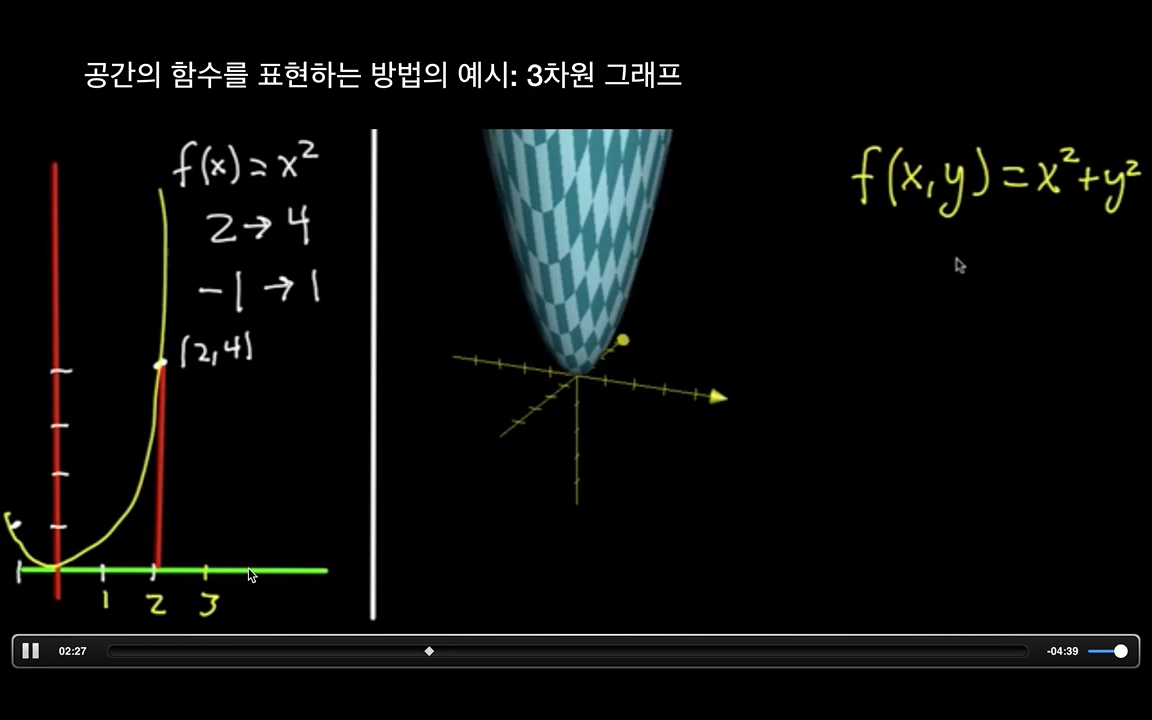 공간의 함수를 표현하는 방법의 예시: 3차원 그래프
f(x) = x²
2 → 4
-1 → 1
(2,4)
1 2 3
f(x,y) = x²+y²
02:27
-04:39